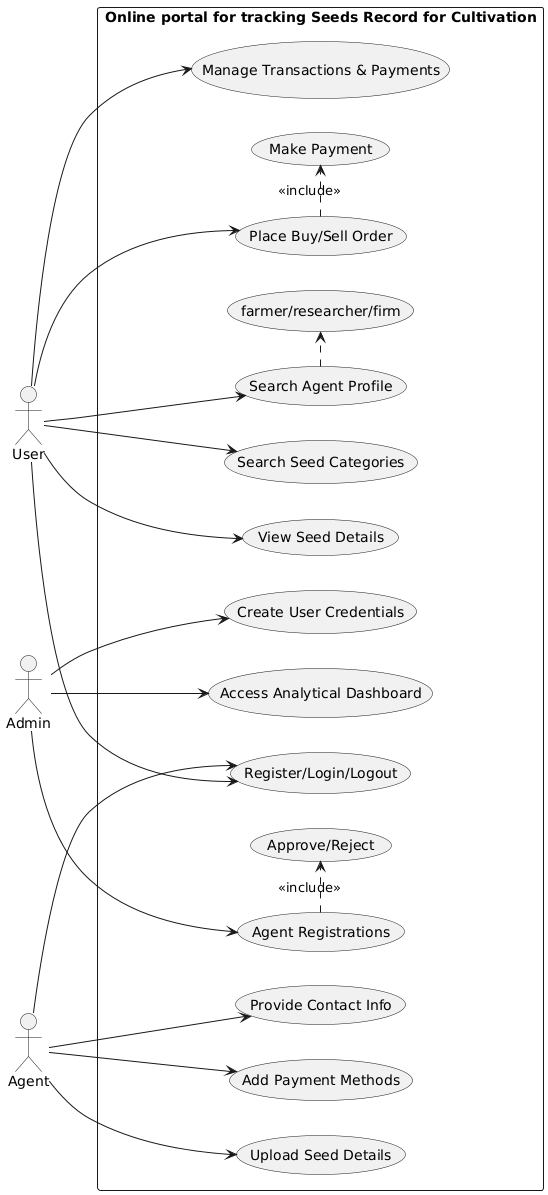 Online portal for tracking Seeds Record for Cultivation
Manage Transactions & Payments
Make Payment
«include»
Place Buy/Sell Order
farmer/researcher/firm
Search Agent Profile
User
Search Seed Categories
View Seed Details
Create User Credentials
Access Analytical Dashboard
Admin
Register/Login/Logout
Approve/Reject
«include»
Agent Registrations
Provide Contact Info
Agent
Add Payment Methods
Upload Seed Details